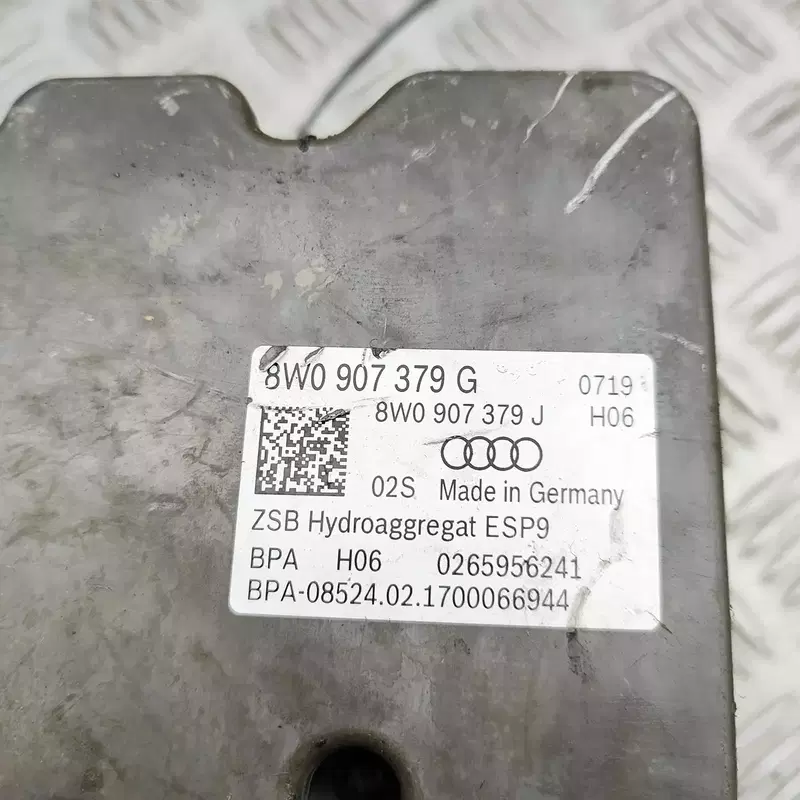 8W0 907 379 G 0719
8W0 907 379 J H06
02S Made in Germany
ZSB Hydroaggregat ESP9
BPA H06 0265956241
BPA-08524.02.1700066944